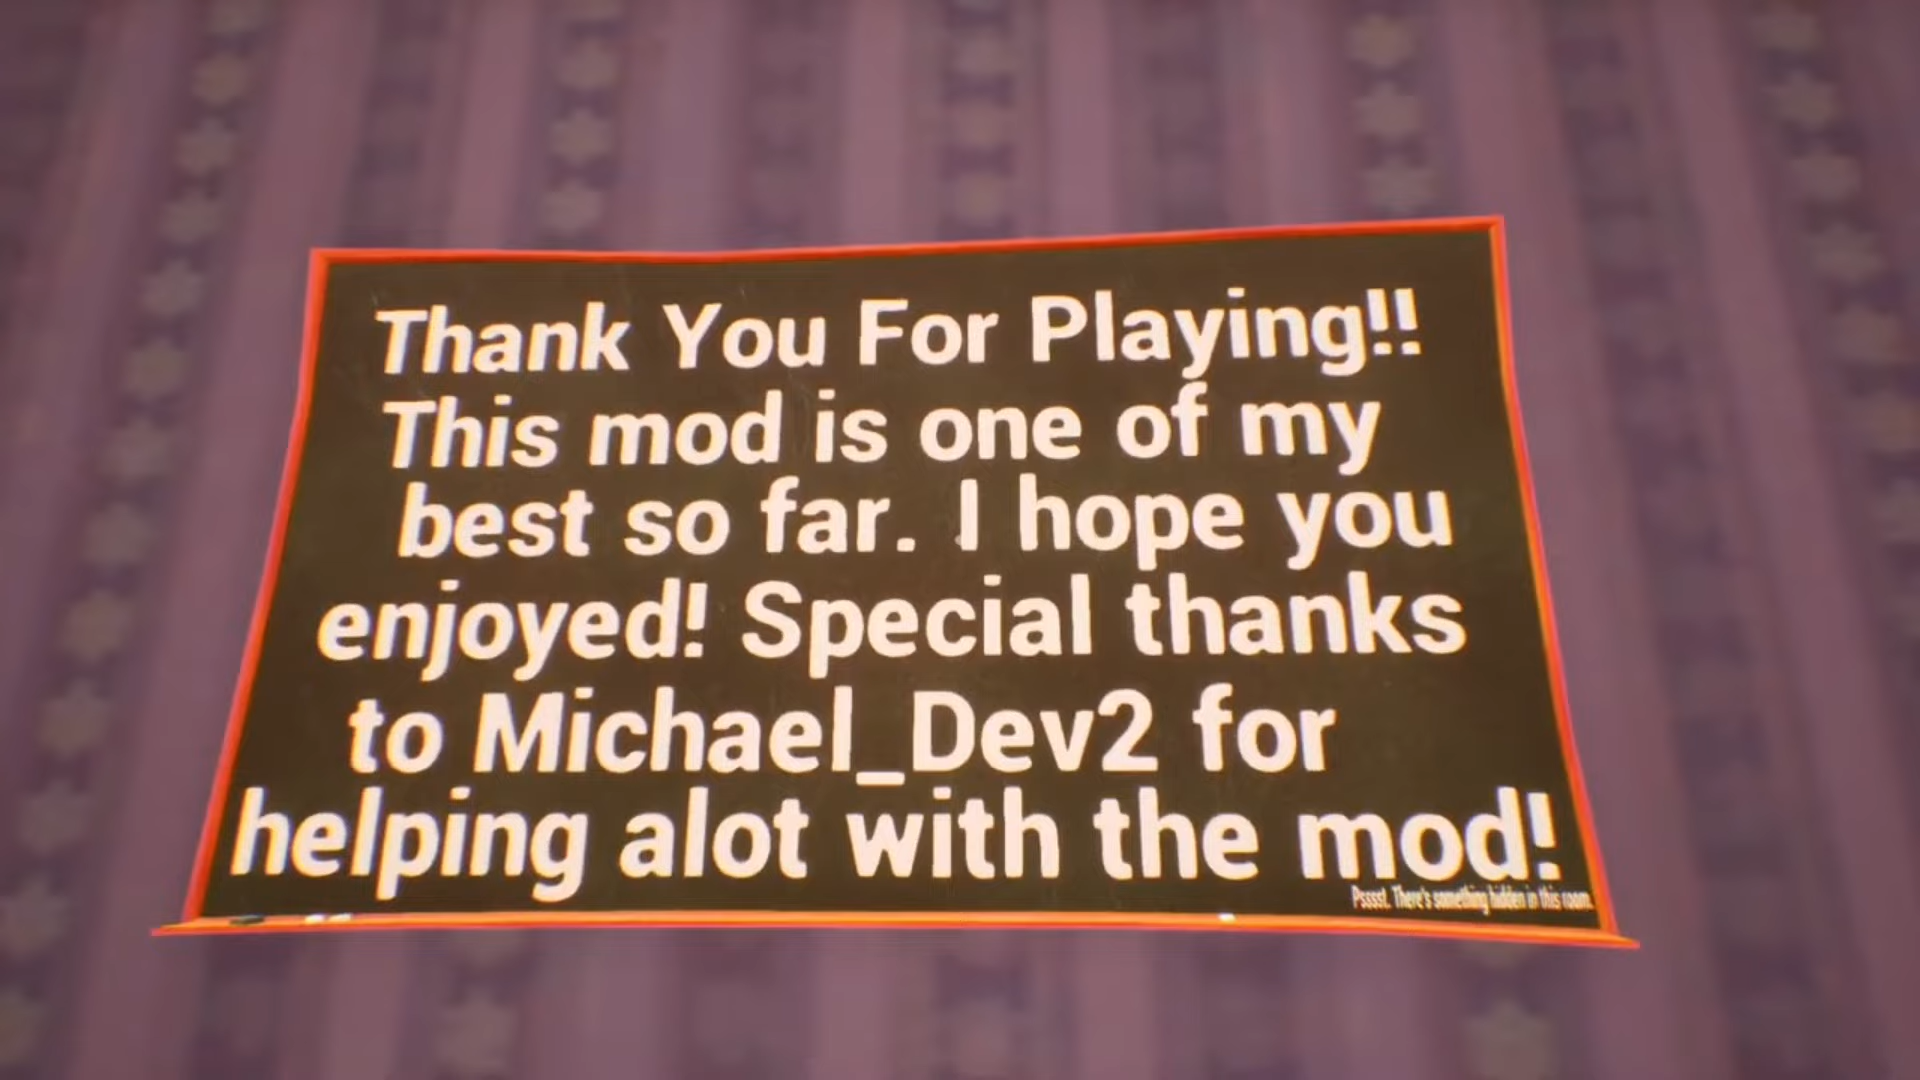 Thank You For Playing!!
This mod is one of my
best so far. I hope you
enjoyed! Special thanks
to Michael_Dev2 for
helping alot with the mod!
Psssst. There's something hidden in this room.